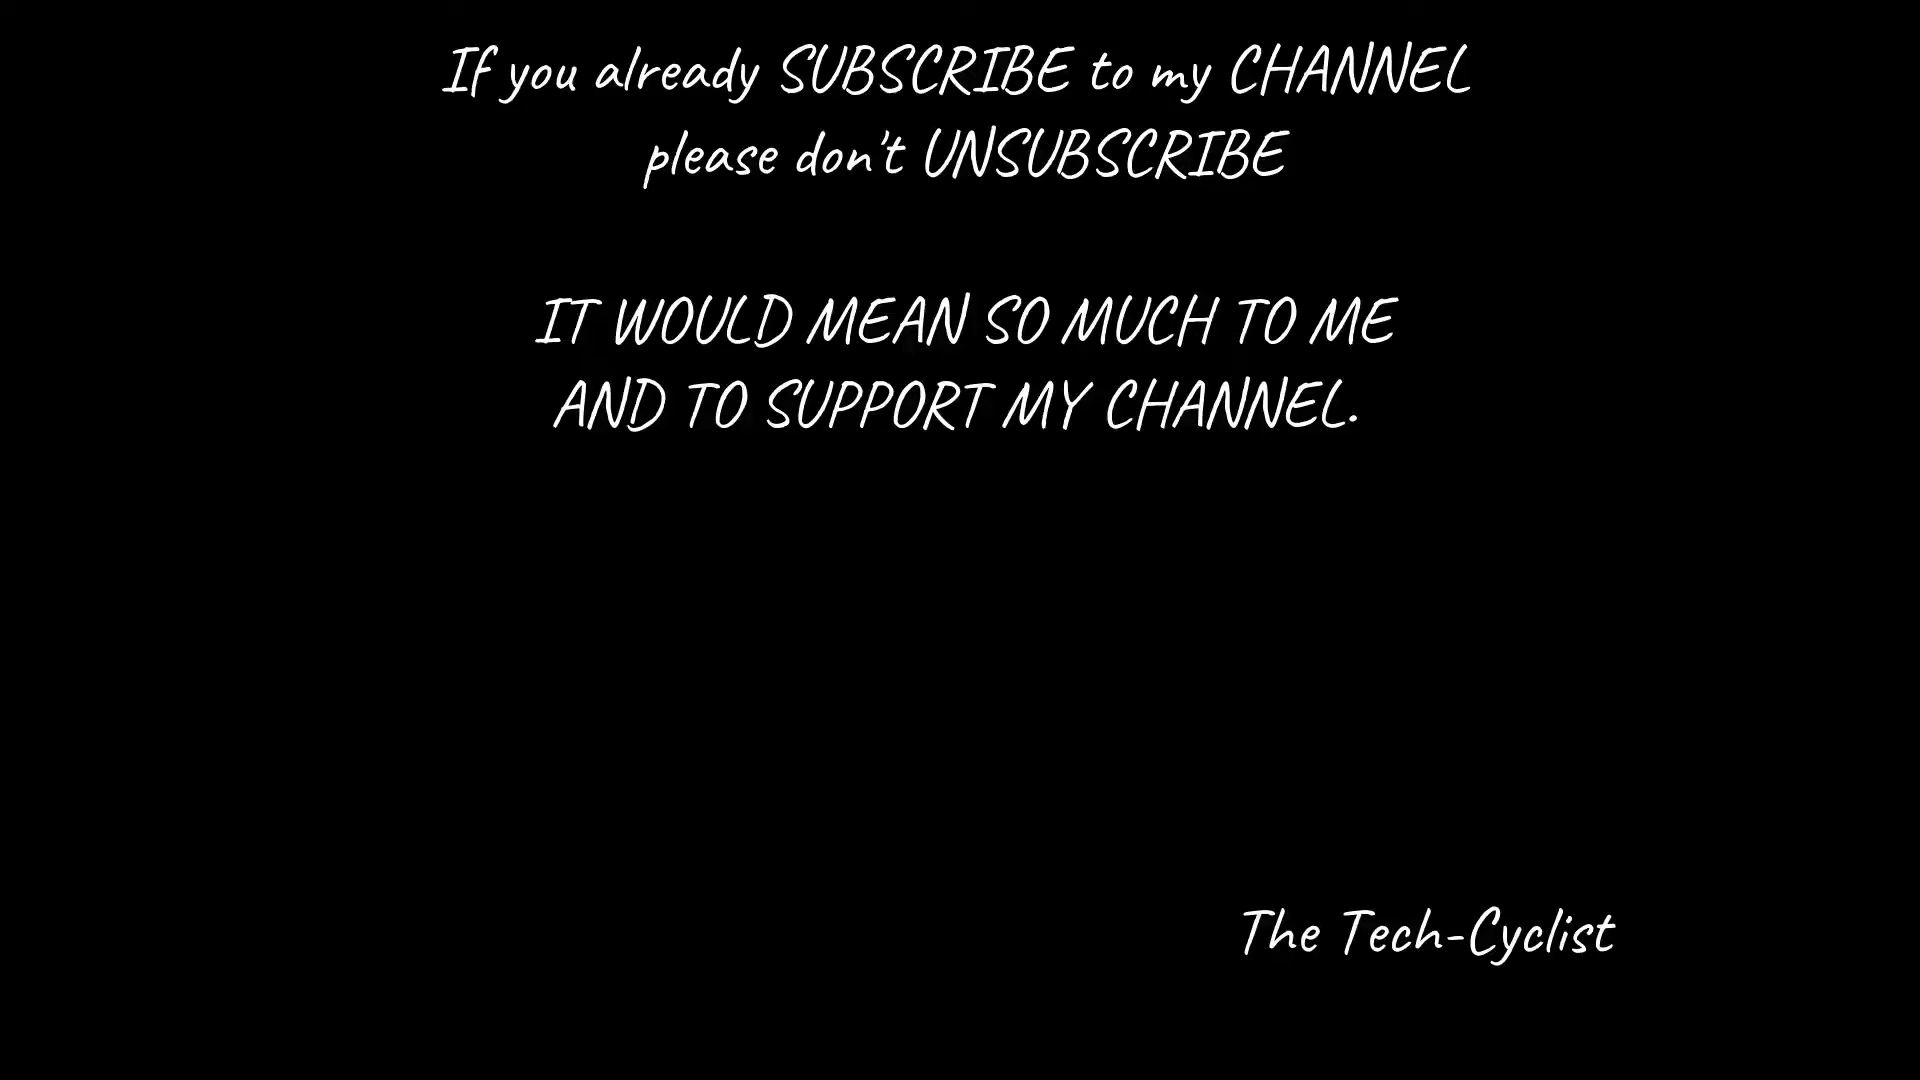 If you already SUBSCRIBE to my CHANNEL
please don't UNSUBSCRIBE
IT WOULD MEAN SO MUCH TO ME
AND TO SUPPORT MY CHANNEL.
The Tech-Cyclist